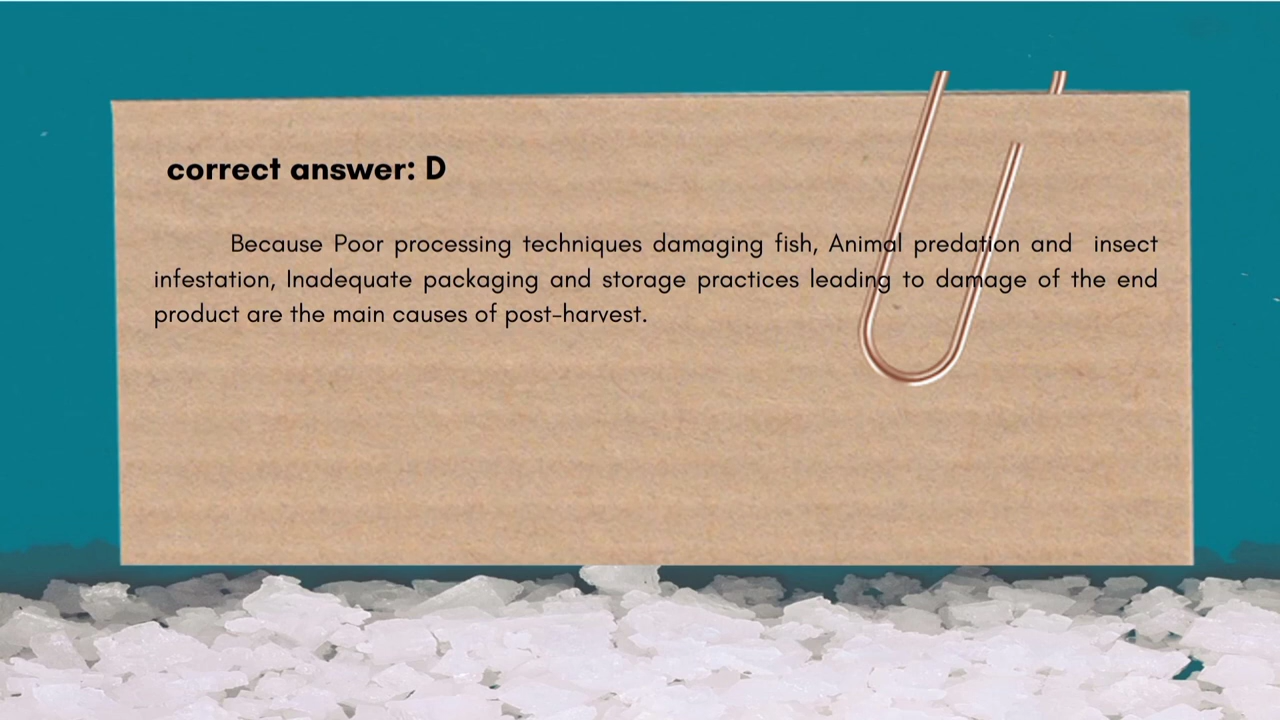 correct answer: D
Because Poor processing techniques damaging fish, Animal predation and insect
infestation, Inadequate packaging and storage practices leading to damage of the end
product are the main causes of post-harvest.